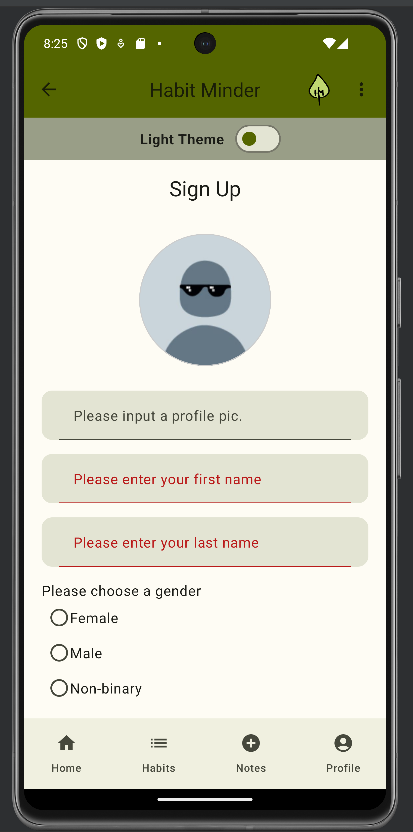 8:25
Habit Minder
Light Theme
Sign Up
Please input a profile pic.
Please enter your first name
Please enter your last name
Please choose a gender
Female
Male
Non-binary
Home Habits Notes Profile